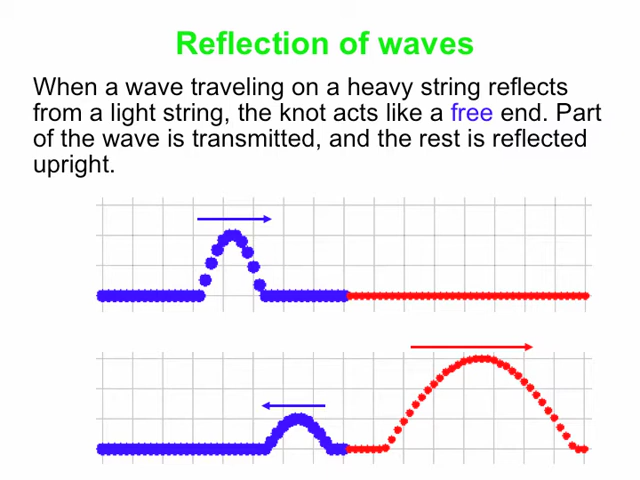 Reflection of waves
When a wave traveling on a heavy string reflects
from a light string, the knot acts like a free end. Part
of the wave is transmitted, and the rest is reflected
upright.